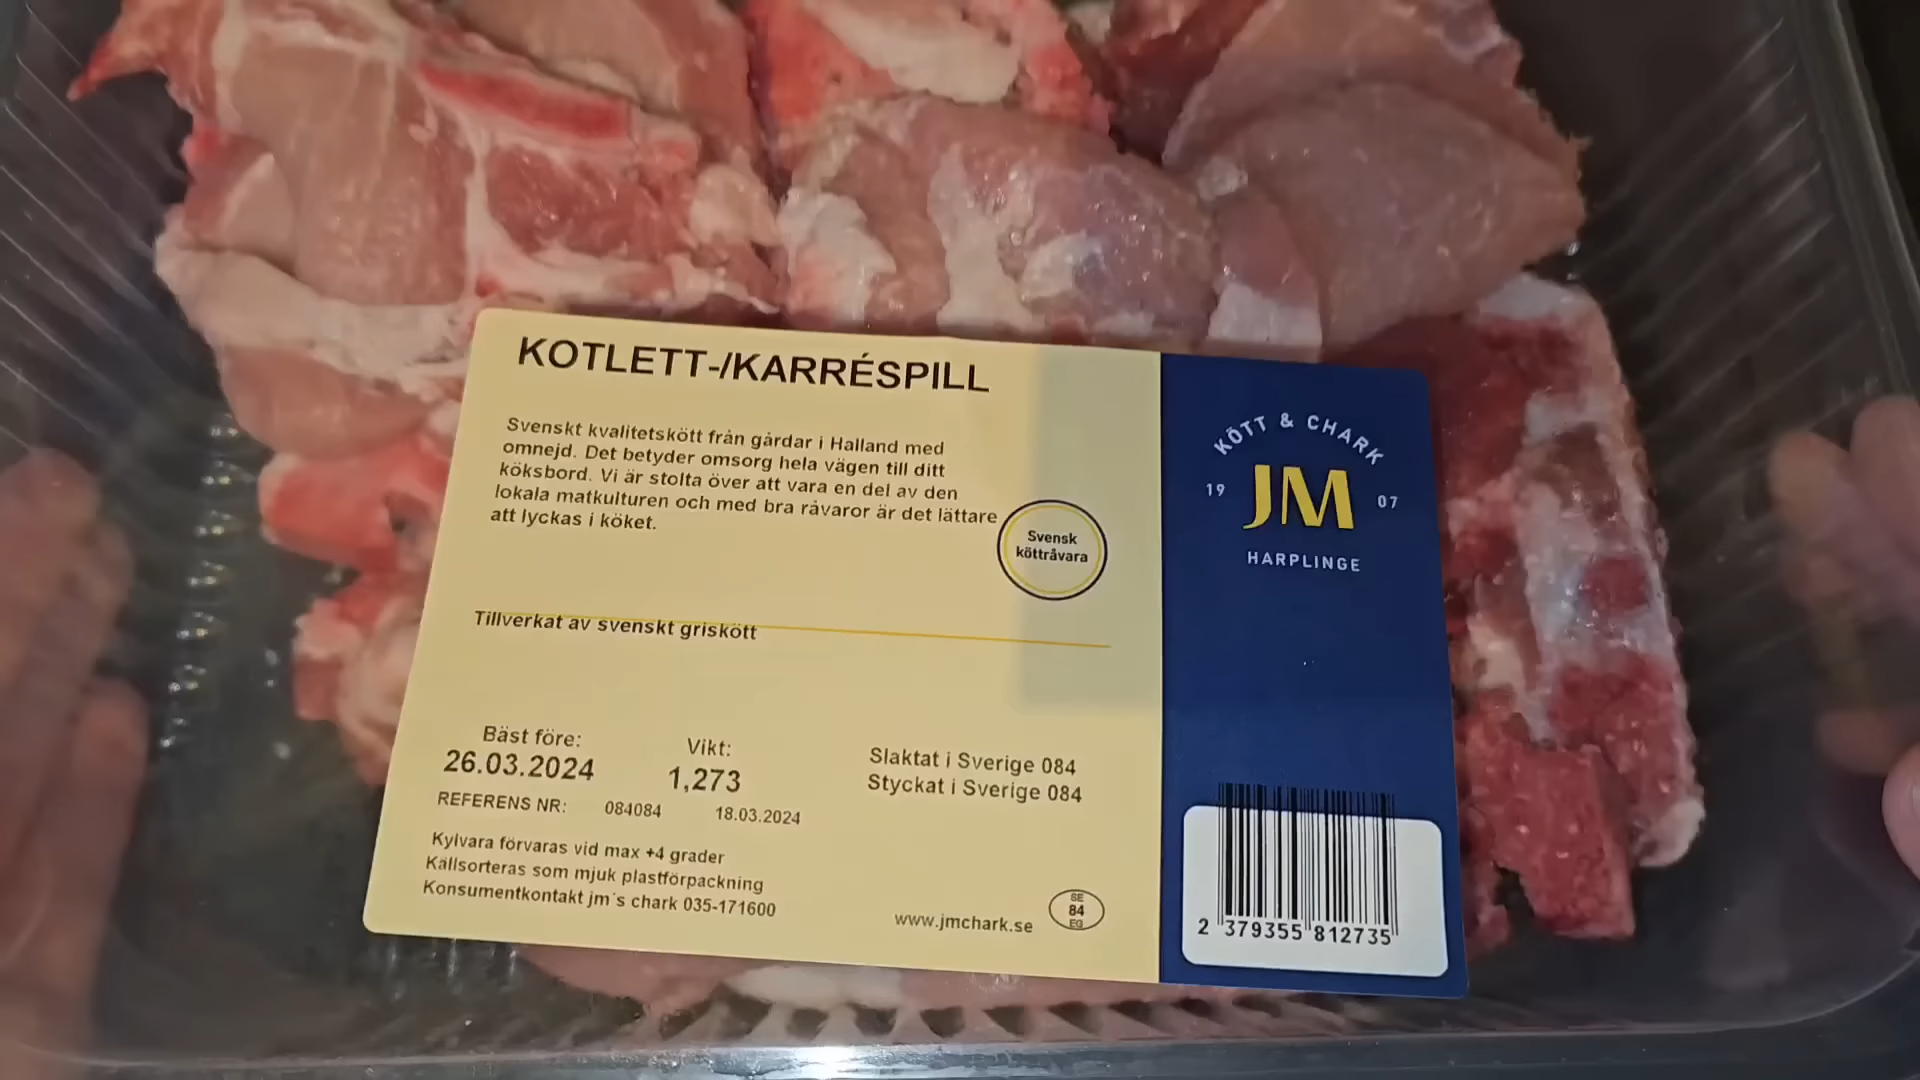 KOTLETT-/KARRÉSPILL
Svenskt kvalitetskött från gårdar i Halland med
omnejd. Det betyder omsorg hela vägen till ditt
köksbord. Vi är stolta över att vara en del av den
lokala matkulturen och med bra råvaror är det lättare
att lyckas i köket.
Svensk
köttråvara
Tillverkat av svenskt griskött
Bäst före:
26.03.2024
Vikt:
1,273
Slaktat i Sverige 084
Styckat i Sverige 084
REFERENS NR: 084084 18.03.2024
Kylvara förvaras vid max +4 grader
Källsorteras som mjuk plastförpackning
Konsumentkontakt jm´s chark 035-171600
www.jmchark.se
SE
84
EG
KÖTT & CHARK
19 JM 07
HARPLINGE
2 379355 812735